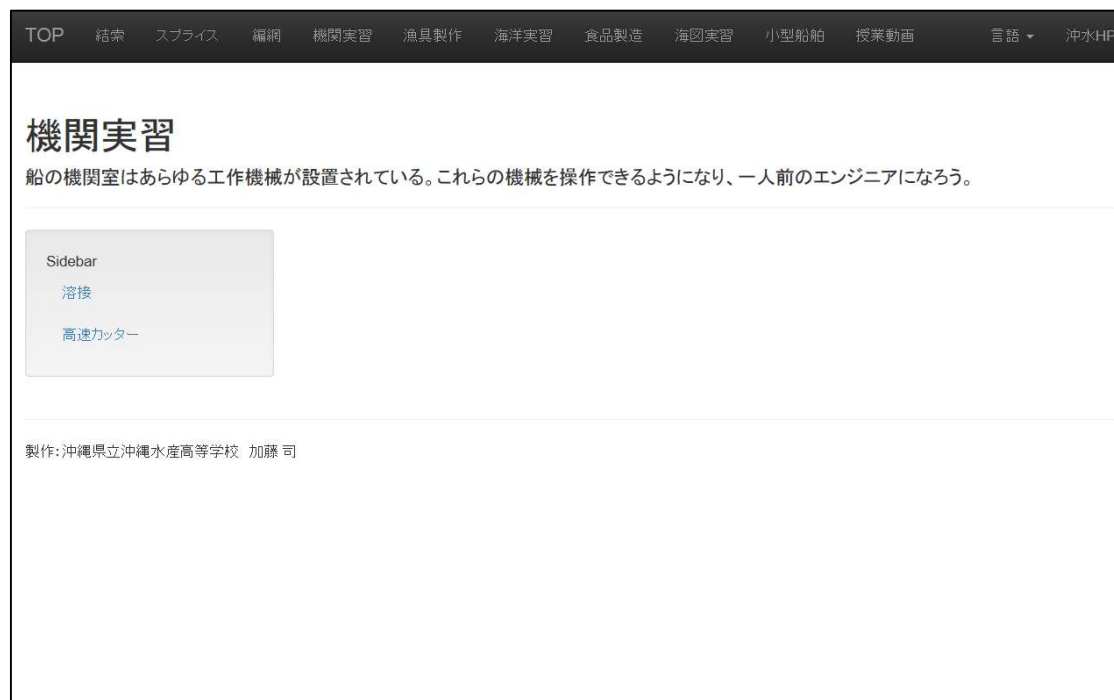 TOP 結索 スプライス 編網 機関実習 漁具製作 海洋実習 食品製造 海図実習 小型船舶 授業動画 言語 沖水HP
機関実習
船の機関室はあらゆる工作機械が設置されている。これらの機械を操作できるようになり、一人前のエンジニアになろう。
Sidebar
溶接
高速カッター
製作:沖縄県立沖縄水産高等学校 加藤 司